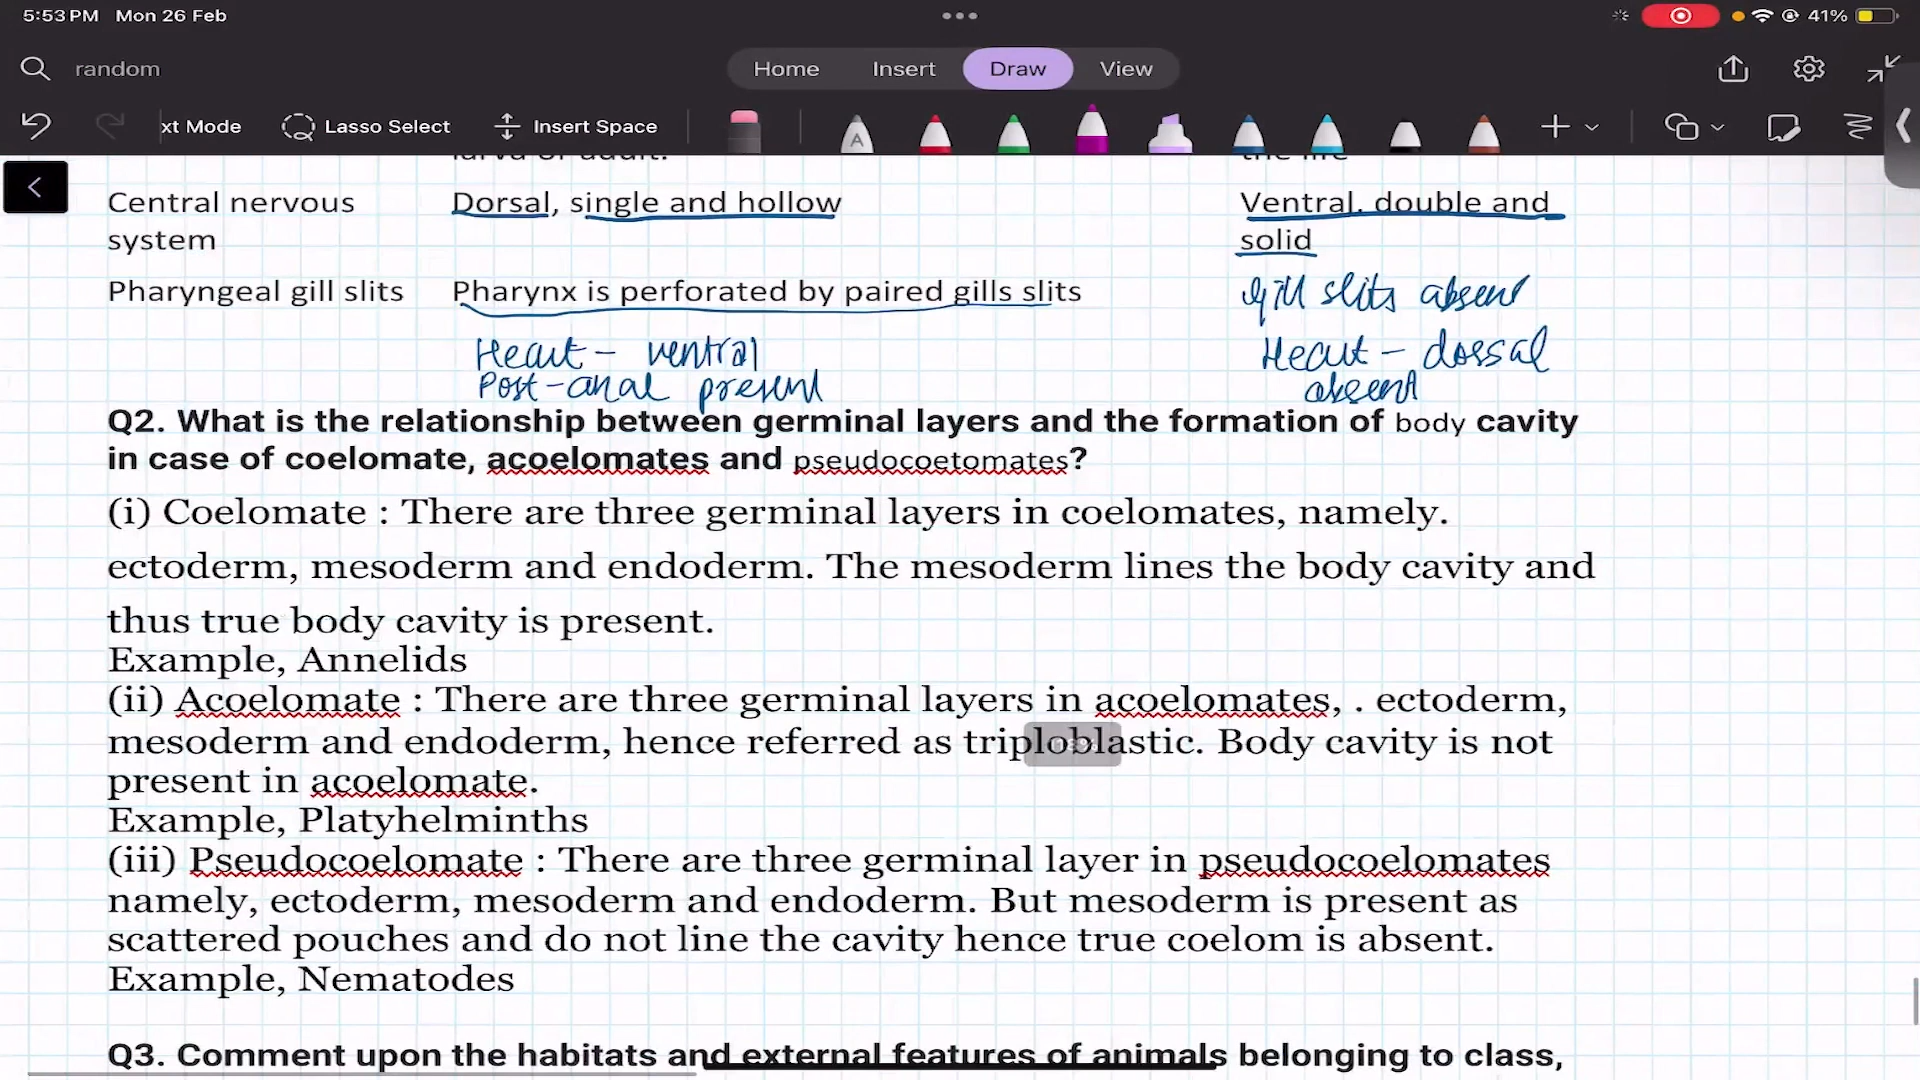 5:53 PM Mon 26 Feb
41%
random
Home Insert Draw View
xt Mode Lasso Select Insert Space
A
larva or adult. the life
Central nervous Dorsal, single and hollow Ventral, double and
system solid
Pharyngeal gill slits Pharynx is perforated by paired gills slits gill slits absent
Heart - ventral Heart - dorsal
Post-anal present absent
Q2. What is the relationship between germinal layers and the formation of body cavity
in case of coelomate, acoelomates and pseudocoetomates?
(i) Coelomate : There are three germinal layers in coelomates, namely.
ectoderm, mesoderm and endoderm. The mesoderm lines the body cavity and
thus true body cavity is present.
Example, Annelids
(ii) Acoelomate : There are three germinal layers in acoelomates, . ectoderm,
mesoderm and endoderm, hence referred as triploblastic. Body cavity is not
present in acoelomate.
Example, Platyhelminths
(iii) Pseudocoelomate : There are three germinal layer in pseudocoelomates
namely, ectoderm, mesoderm and endoderm. But mesoderm is present as
scattered pouches and do not line the cavity hence true coelom is absent.
Example, Nematodes
Q3. Comment upon the habitats and external features of animals belonging to class,